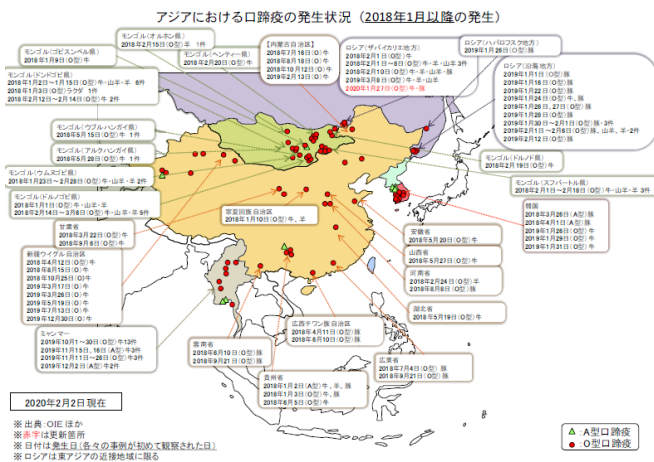 アジアにおける口蹄疫の発生状況（2018年1月以降の発生）
モンゴル（ゴビスンベル県）
2018年1月9日（O型）牛
モンゴル（オルホン県）
2018年2月15日（O型）羊 1件
モンゴル（ヘンティー県）
2018年2月20日（O型）牛
【内蒙古自治区】
2018年7月16日（O）牛
2018年8月18日（O）牛
2018年10月12日（O）牛
2019年2月13日（O）牛
ロシア（ザバイカリエ地方）
2018年2月1日（O型）牛
2018年2月1日～8日（O型）牛・羊・山羊 3件
2018年2月10日（O型）牛・羊・山羊・豚
2019年3月8日（O型）牛・羊・山羊
2020年1月27日（O型）牛・豚
ロシア（ハバロフスク地方）
2019年1月26日（O型）豚
ロシア（沿海地方）
2019年1月1日（O型）豚
2019年1月16日（O型）豚
2019年1月22日（O型）豚
2019年1月24日（O型）牛、豚
2019年1月26日、27日（O型）豚
2019年1月28日（O型）豚
2019年1月30日～2月1日（O型）豚・3件
2019年2月1日～2月6日（O型）豚、山羊、羊・2件
2019年2月12日（O型）豚
モンゴル（ドンドゴビ県）
2018年1月2日～1月15日（O型）牛・山羊・羊 6件
2018年1月3日（O型）ラクダ 1件
2018年2月12日～2月14日（O型）牛 2件
モンゴル（ウブルハンガイ県）
2018年5月15日（O型）牛 1件
モンゴル（アルハンガイ県）
2018年5月29日（O型）牛 1件
モンゴル（ウムヌゴビ県）
2018年1月23日～2月28日（O型）牛・山羊・羊 2件
モンゴル（ドルノゴビ県）
2018年1月1日（O型）牛・山羊・羊
2018年2月14日～3月6日（O型）牛・山羊・羊 5件
モンゴル（ドルノド県）
2018年2月19日（O型）牛
モンゴル（スフバートル県）
2018年2月1日～2月18日（O型）牛・山羊・羊 3件
韓国
2018年3月26日（A型）豚
2018年4月1日（A型）豚
2019年1月28日（O型）牛
2019年1月29日（O型）牛
2019年1月31日（O型）牛
寧夏回族自治区
2018年1月10日（O型）牛、羊
甘粛省
2018年3月22日（O型）牛
2018年9月6日（O型）牛
新疆ウイグル自治区
2018年4月12日（O型）牛
2018年8月15日（O）牛
2018年10月25日（O）牛
2019年3月17日（O）牛
2019年3月26日（O）牛
2019年5月19日（O）牛
2019年7月13日（O）牛
2019年12月30日（O）牛
安徽省
2018年5月20日（O型）牛
山西省
2018年5月27日（O型）牛
河南省
2018年2月24日（O型）羊
2018年8月8日（O型）豚
湖北省
2018年5月19日（O型）牛
ミャンマー
2019年10月1～30日（O型）牛13件
2019年11月15日、16日（A型）牛3件
2019年11月11日～26日（O型）牛3件
2019年12月2日（A型）牛2件
雲南省
2018年6月10日（O型）豚
2018年9月21日（O型）豚
広西チワン族自治区
2018年4月11日（O型）豚
2018年6月10日（O型）豚
貴州省
2018年1月2日（A型）牛、羊、豚
2018年1月3日（O型）牛、豚
2018年6月5日（O型）牛
広東省
2018年7月4日（O型）豚
2018年9月21日（O型）豚
2020年2月2日現在
※ 出典：OIE ほか
※ 赤字は更新箇所
※ 日付は発生日（各々の事例が初めて観察された日）
※ ロシアは東アジアの近接地域に限る
：A型口蹄疫
：O型口蹄疫